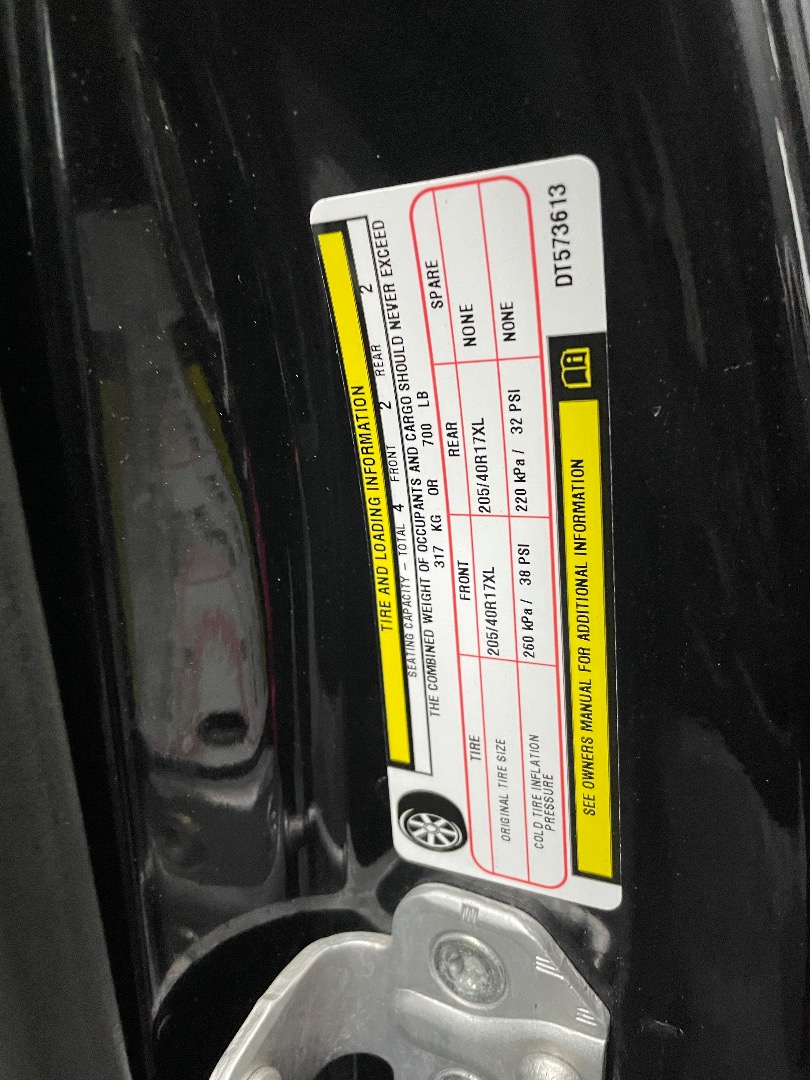 TIRE AND LOADING INFORMATION
SEATING CAPACITY - TOTAL 4 FRONT 2 REAR 2
THE COMBINED WEIGHT OF OCCUPANTS AND CARGO SHOULD NEVER EXCEED
317 KG OR 700 LB
TIRE FRONT REAR SPARE
ORIGINAL TIRE SIZE 205/40R17XL 205/40R17XL NONE
COLD TIRE INFLATION
PRESSURE 260 kPa / 38 PSI 220 kPa / 32 PSI NONE
SEE OWNERS MANUAL FOR ADDITIONAL INFORMATION
DT573613